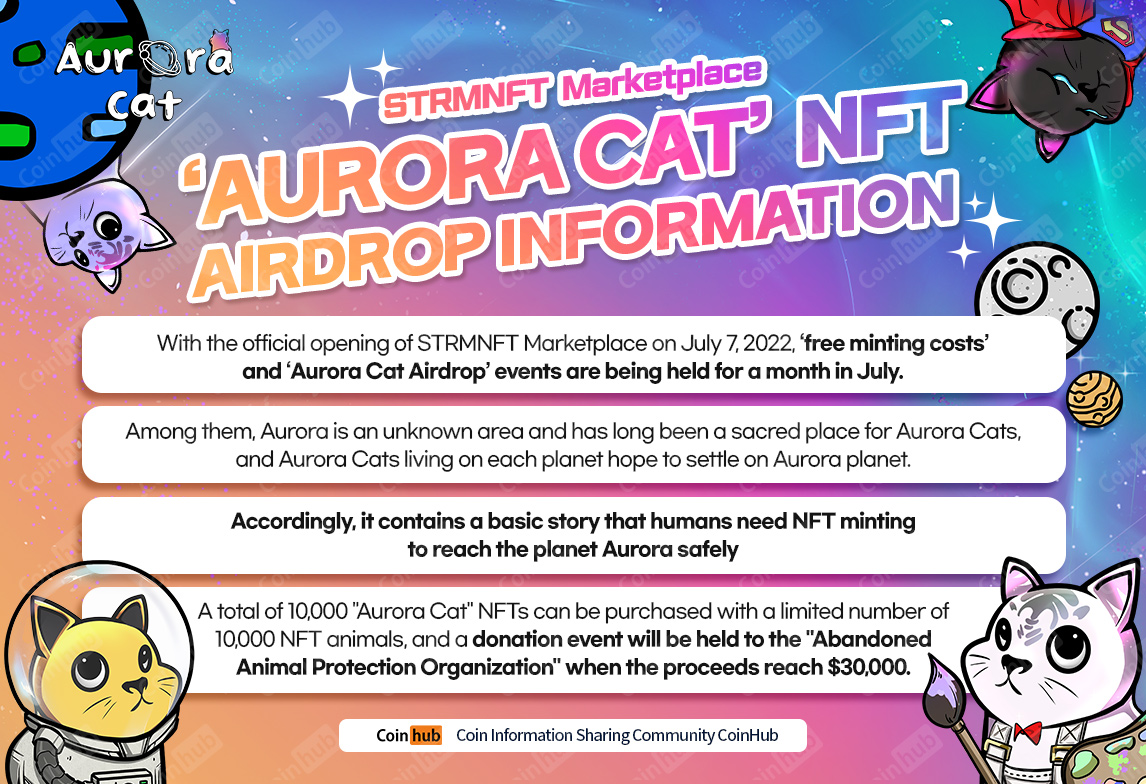 Aurora
Cat
STRMNFT Marketplace
‘AURORA CAT’ NFT
AIRDROP INFORMATION
With the official opening of STRMNFT Marketplace on July 7, 2022, ‘free minting costs’
and ‘Aurora Cat Airdrop’ events are being held for a month in July.
Among them, Aurora is an unknown area and has long been a sacred place for Aurora Cats,
and Aurora Cats living on each planet hope to settle on Aurora planet.
Accordingly, it contains a basic story that humans need NFT minting
to reach the planet Aurora safely
A total of 10,000 "Aurora Cat" NFTs can be purchased with a limited number of
10,000 NFT animals, and a donation event will be held to the "Abandoned
Animal Protection Organization" when the proceeds reach $30,000.
Coin hub Coin Information Sharing Community CoinHub